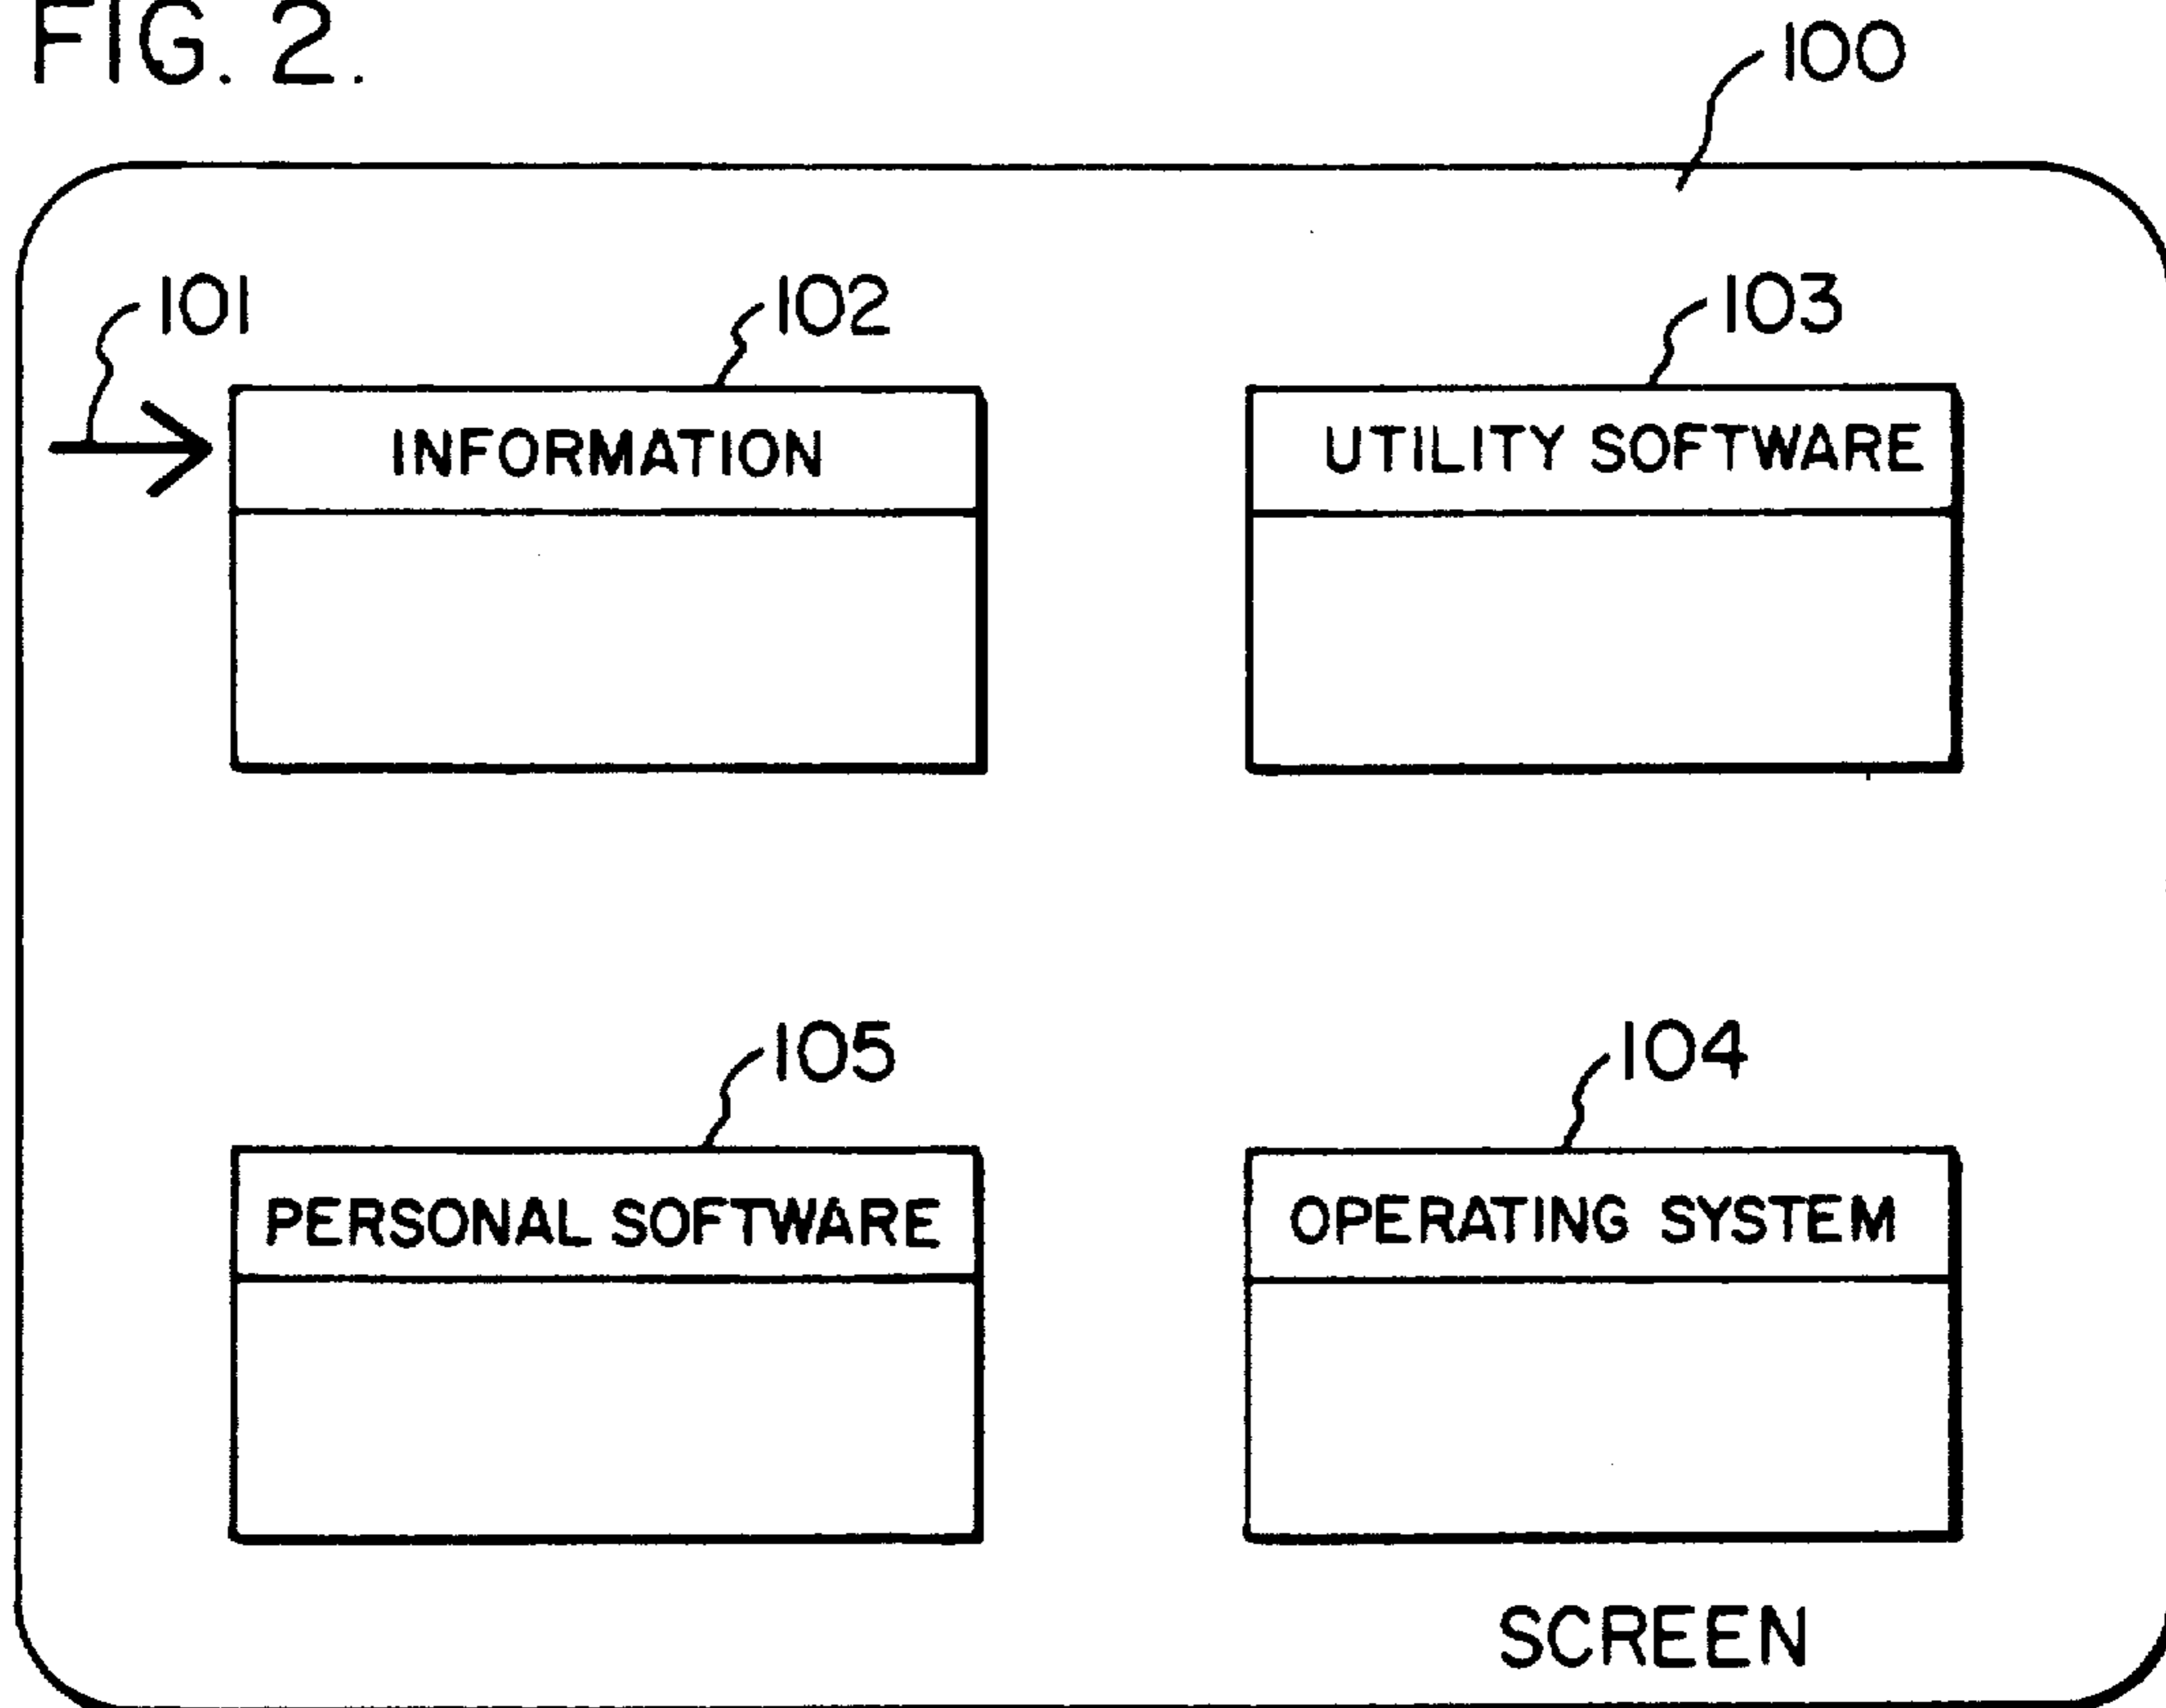 FIG. 2.
100
101
102
103
INFORMATION
UTILITY SOFTWARE
105
104
PERSONAL SOFTWARE
OPERATING SYSTEM
SCREEN